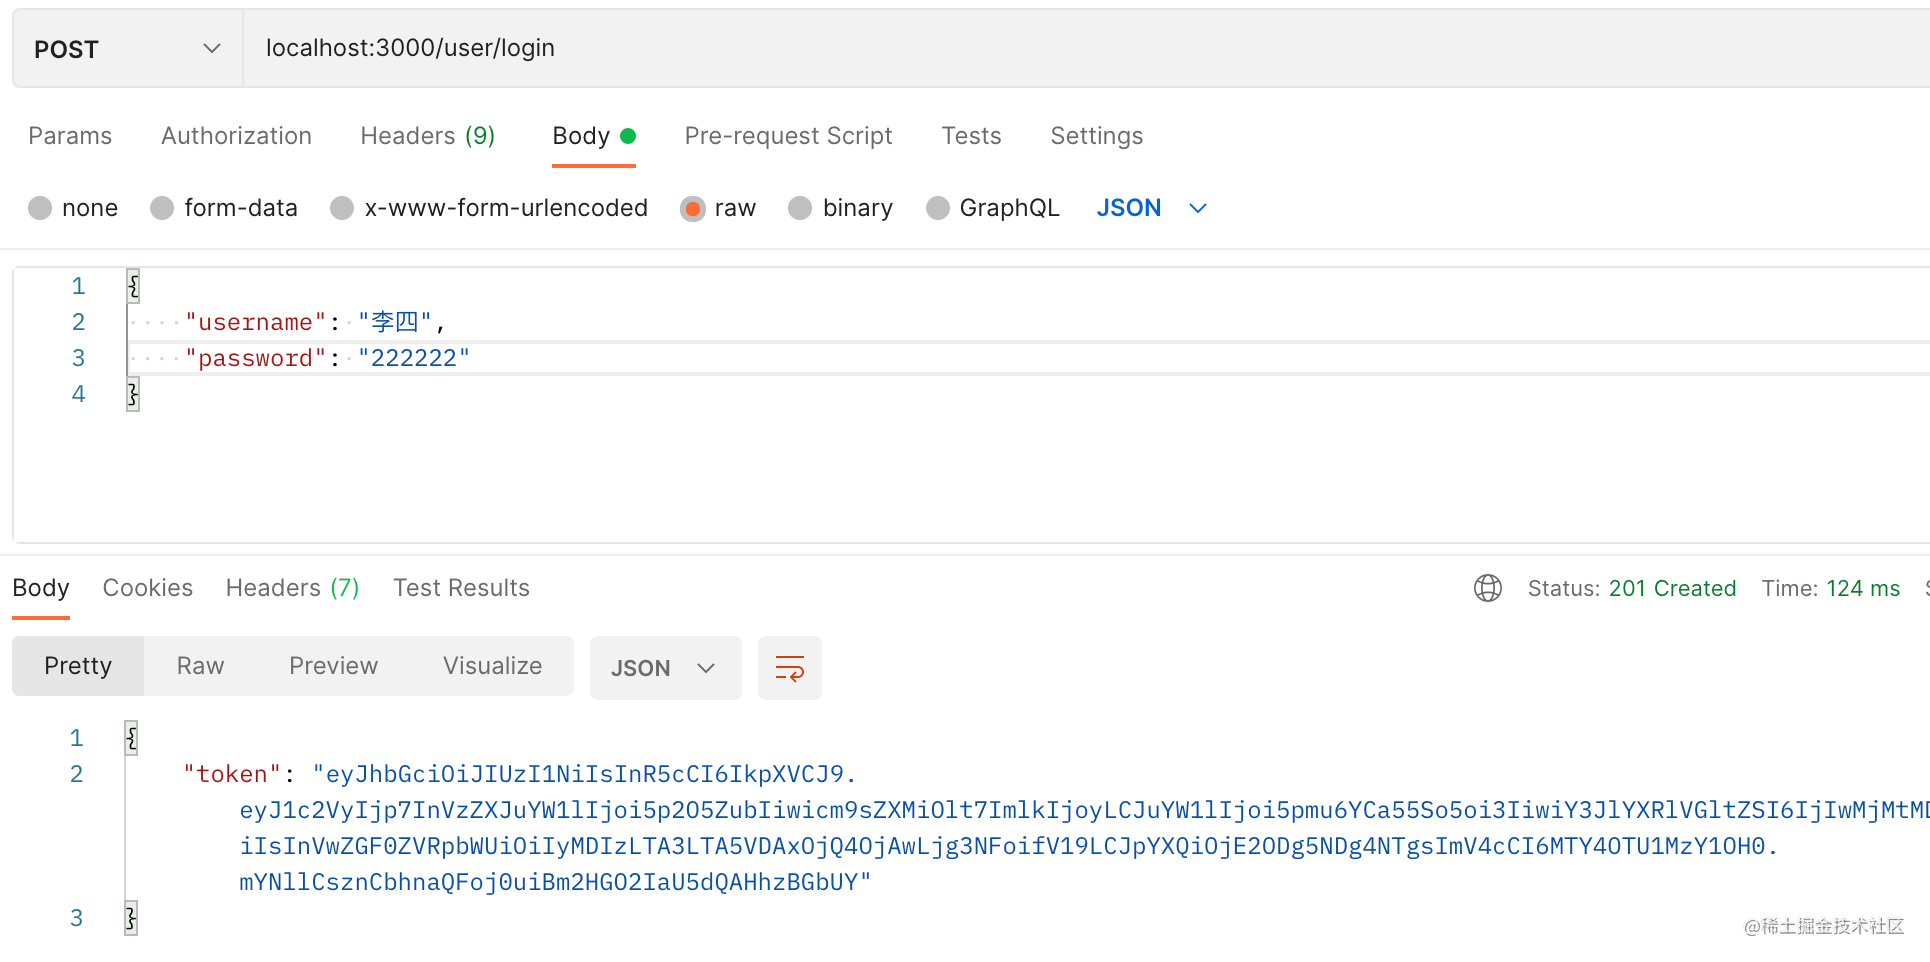 POST localhost:3000/user/login
Params Authorization Headers (9) Body Pre-request Script Tests Settings
none form-data x-www-form-urlencoded raw binary GraphQL JSON
1 {
2 "username": "李四",
3 "password": "222222"
4 }
Body Cookies Headers (7) Test Results Status: 201 Created Time: 124 ms
Pretty Raw Preview Visualize JSON
1 {
2 "token": "eyJhbGciOiJIUzI1NiIsInR5cCI6IkpXVCJ9.
eyJ1c2VyIjp7InVzZXJuYW1lIjoi5p2O5ZubIiwicm9sZXMiOlt7ImlkIjoyLCJuYW1lIjoi5pmu6YCa55So5oi3IiwiY3JlYXRlVGltZSI6IjIwMjMtMD
iIsInVwZGF0ZVRpbWUiOiIyMDIzLTA3LTA5VDAxOjQ4OjAwLjg3NFoifV19LCJpYXQiOjE2ODg5NDg4NTgsImV4cCI6MTY4OTU1MzY1OH0.
mYNllCsznCbhnaQFoj0uiBm2HGO2IaU5dQAHhzBGbUY"
3 }
@稀土掘金技术社区